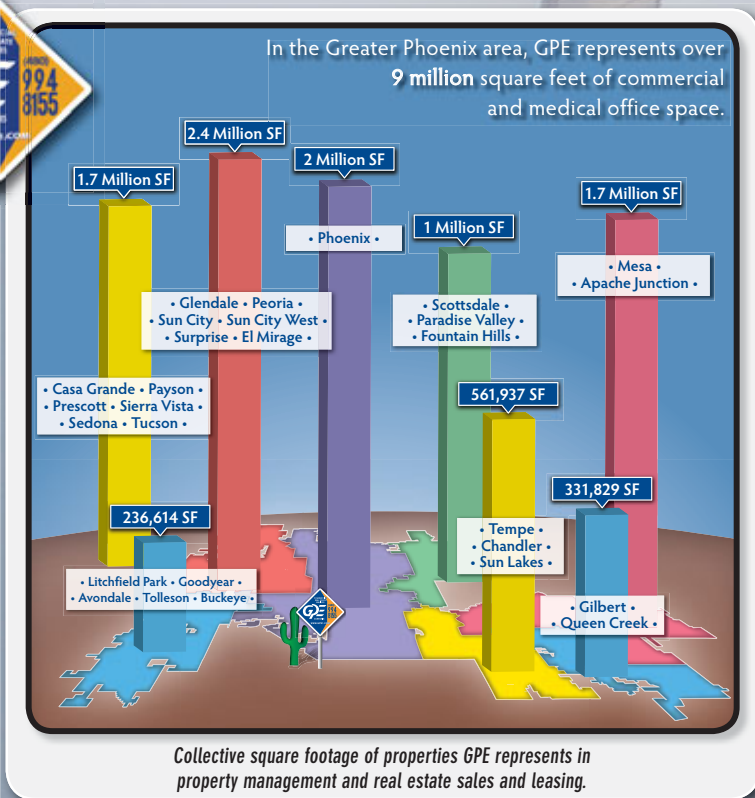 In the Greater Phoenix area, GPE represents over
9 million square feet of commercial
and medical office space.
994
8155
2.4 Million SF
2 Million SF
1.7 Million SF
1.7 Million SF
1 Million SF
• Phoenix •
• Mesa •
• Apache Junction •
• Glendale • Peoria •
• Sun City • Sun City West •
• Surprise • El Mirage •
• Scottsdale •
• Paradise Valley •
• Fountain Hills •
• Casa Grande • Payson •
• Prescott • Sierra Vista •
• Sedona • Tucson •
561,937 SF
331,829 SF
236,614 SF
• Tempe •
• Chandler •
• Sun Lakes •
• Litchfield Park • Goodyear •
• Avondale • Tolleson • Buckeye •
• Gilbert •
• Queen Creek •
GPE
Collective square footage of properties GPE represents in
property management and real estate sales and leasing.